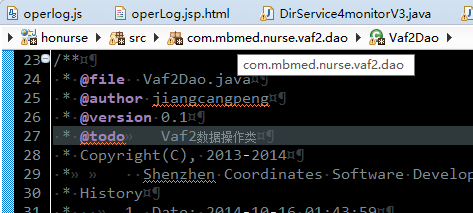 operlog.js operLog.jsp.html DirService4monitorV3.java
honurse src com.mbmed.nurse.vaf2.dao Vaf2Dao
com.mbmed.nurse.vaf2.dao
23 /**
24 * @file Vaf2Dao.java
25 * @author jiangcangpeng
26 * @version 0.1
27 * @todo Vaf2数据操作类
28 * Copyright(C), 2013-2014
29 * Shenzhen Coordinates Software Develo
30 * History
31 * 1. Date: 2014-10-16 01:43:59